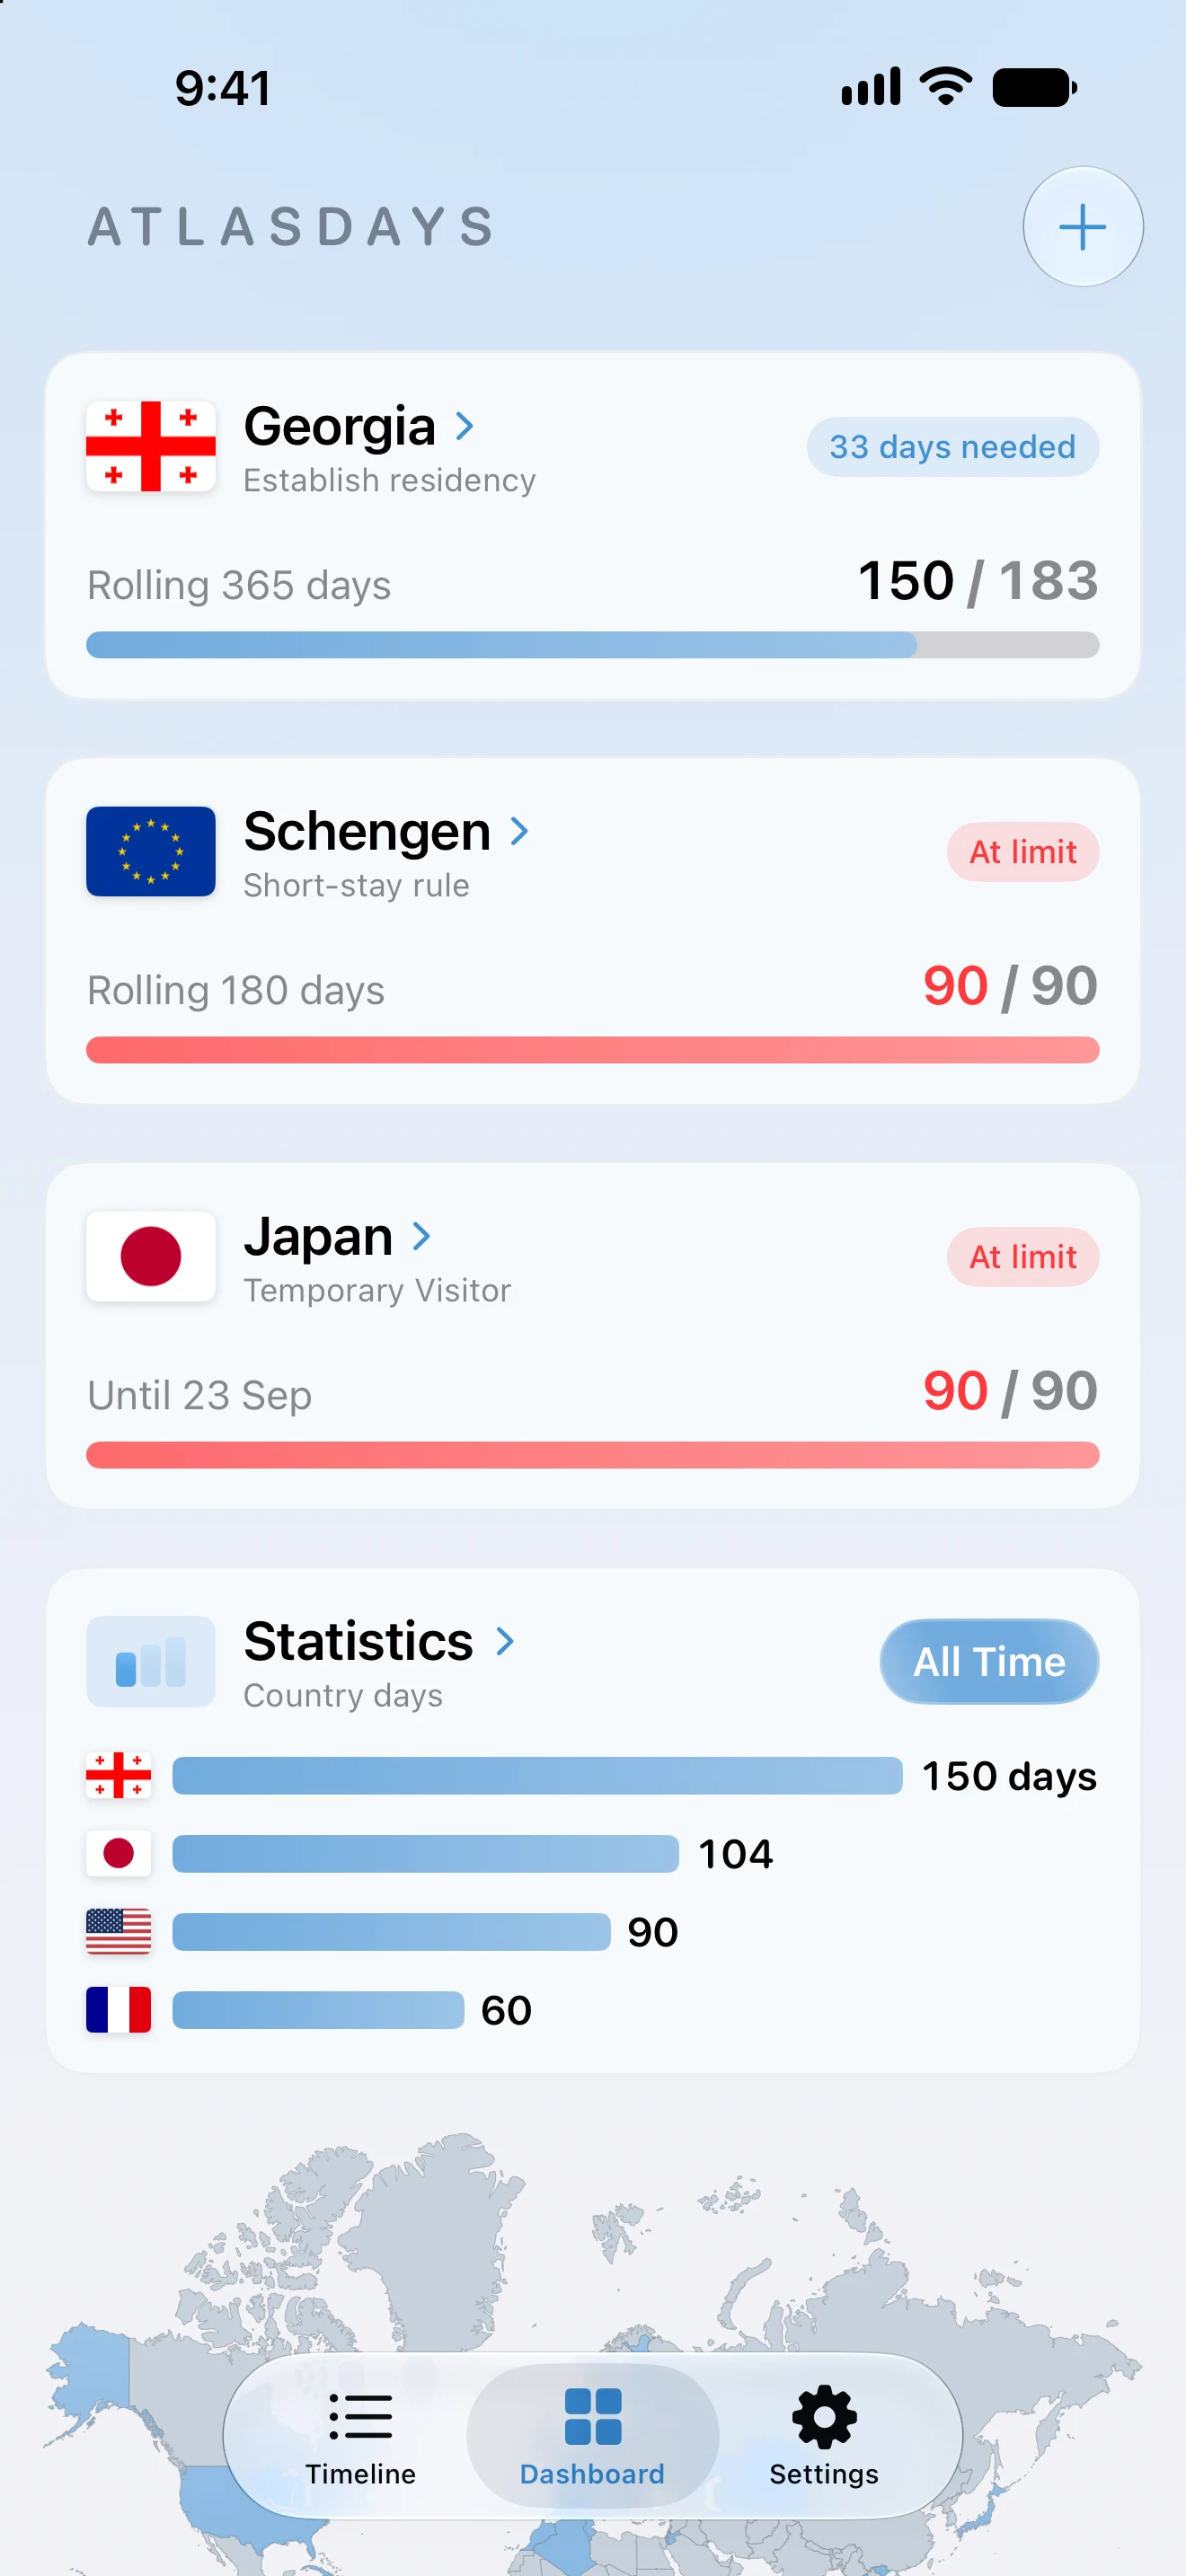 9:41
ATLASDAYS
Georgia
33 days needed
Establish residency
Rolling 365 days
150 / 183
Schengen
At limit
Short-stay rule
Rolling 180 days
90 / 90
Japan
At limit
Temporary Visitor
Until 23 Sep
90 / 90
Statistics
All Time
Country days
150 days
104
90
60
Timeline
Dashboard
Settings